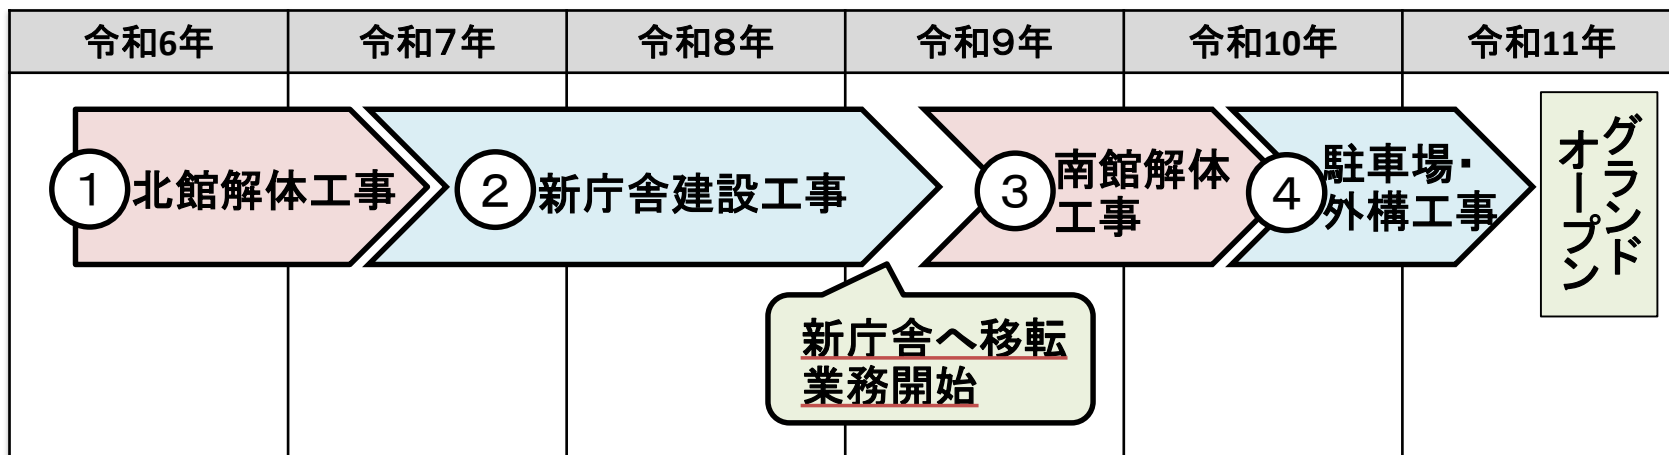 令和6年 令和7年 令和8年 令和9年 令和10年 令和11年
①北館解体工事
②新庁舎建設工事
③南館解体
工事
④駐車場・
外構工事
グランド
オープン
新庁舎へ移転
業務開始